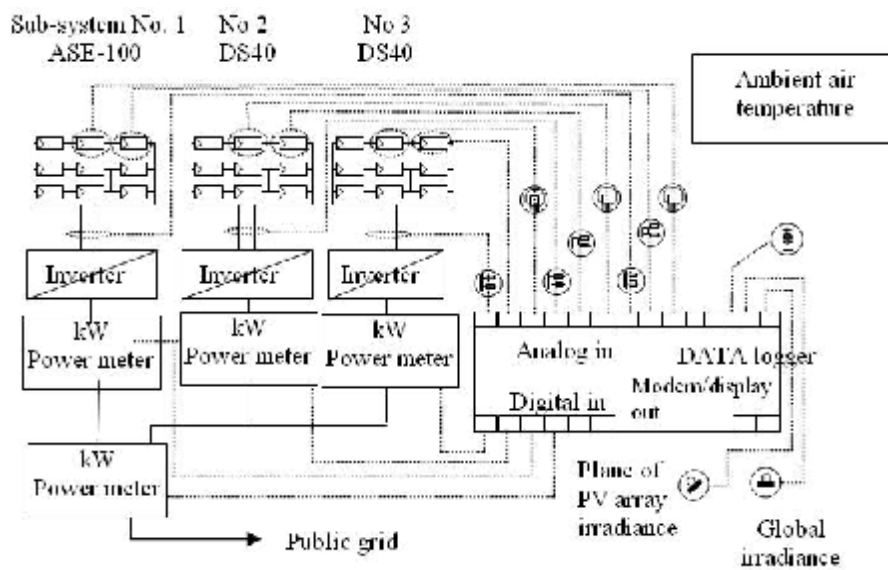 Sub-system No. 1
ASE-100
No 2
DS40
No 3
DS40
Ambient air
temperature
Inverter
Inverter
Inverter
kW
Power meter
kW
Power meter
kW
Power meter
Analog in
DATA logger
Modem/display
out
Digital in
kW
Power meter
Plane of
PV array
irradiance
Global
irradiance
Public grid